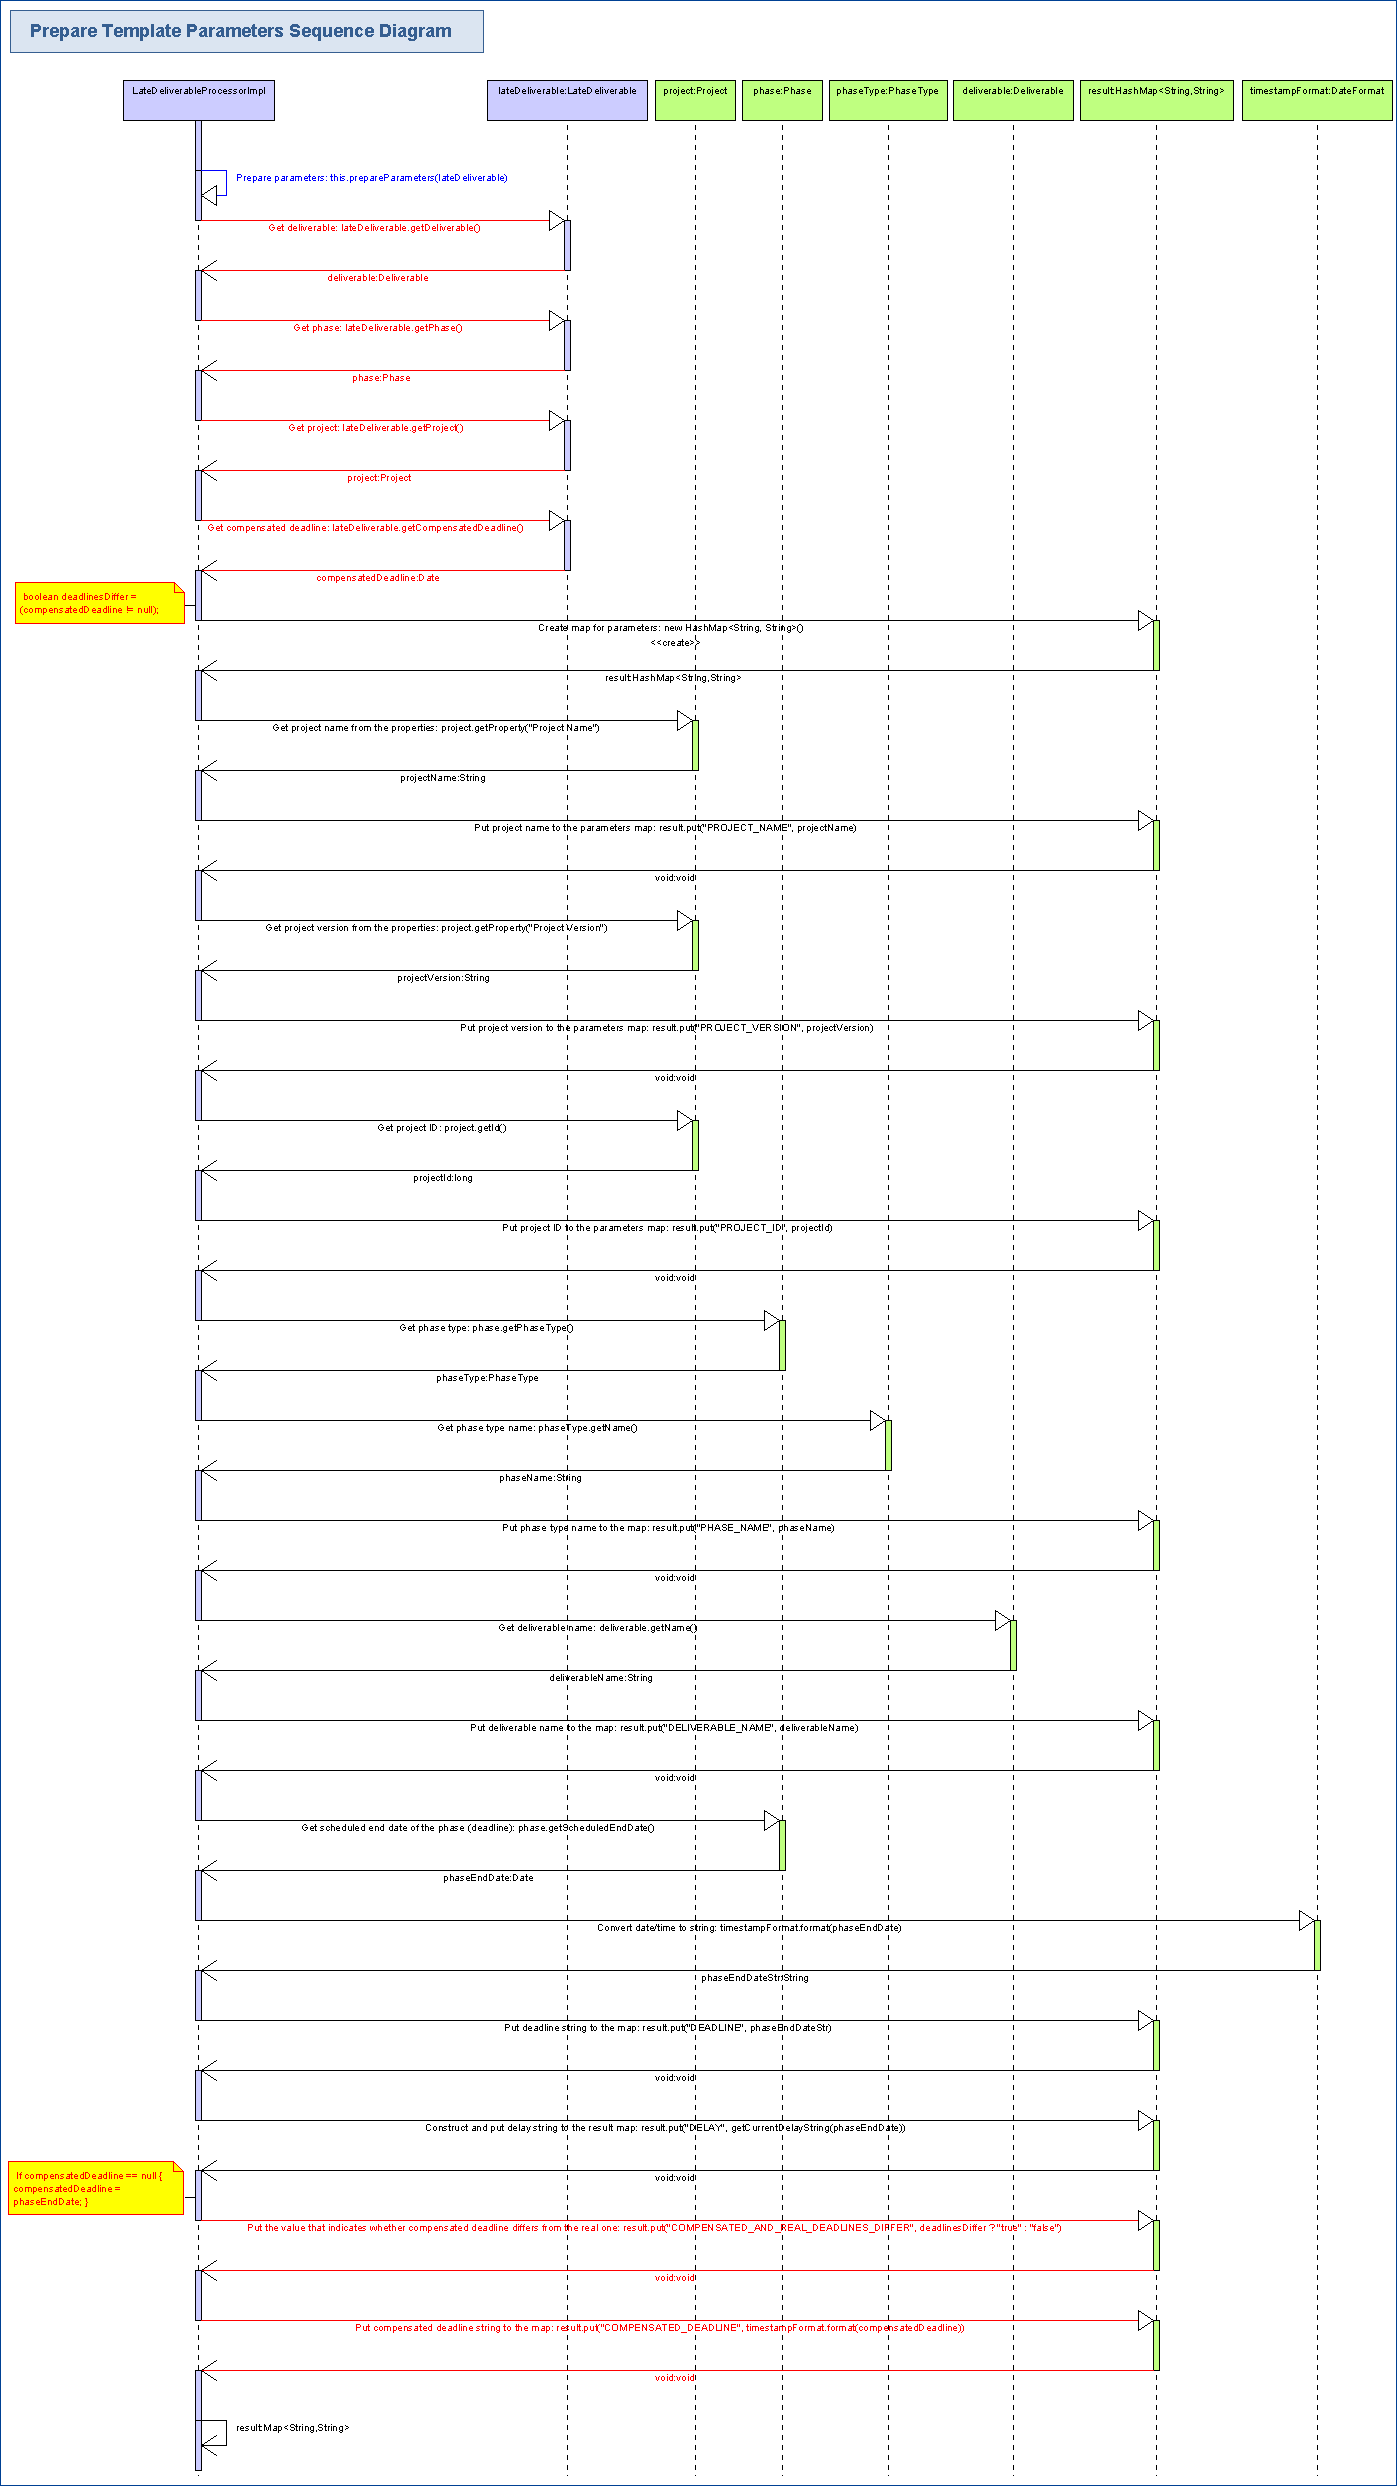 Prepare Template Parameters Sequence Diagram
LateDeliverableProcessorImpl
lateDeliverable:LateDeliverable
project:Project
phase:Phase
phaseType:PhaseType
deliverable:Deliverable
result:HashMap<String,String>
timestampFormat:DateFormat
Prepare parameters: this.prepareParameters(lateDeliverable)
Get deliverable: lateDeliverable.getDeliverable()
deliverable:Deliverable
Get phase: lateDeliverable.getPhase()
phase:Phase
Get project: lateDeliverable.getProject()
project:Project
Get compensated deadline: lateDeliverable.getCompensatedDeadline()
compensatedDeadline:Date
boolean deadlinesDiffer =
(compensatedDeadline != null);
Create map for parameters: new HashMap<String, String>()
<<create>>
result:HashMap<String,String>
Get project name from the properties: project.getProperty("Project Name")
projectName:String
Put project name to the parameters map: result.put("PROJECT_NAME", projectName)
void:void
Get project version from the properties: project.getProperty("Project Version")
projectVersion:String
Put project version to the parameters map: result.put("PROJECT_VERSION", projectVersion)
void:void
Get project ID: project.getId()
projectId:long
Put project ID to the parameters map: result.put("PROJECT_ID", projectId)
void:void
Get phase type: phase.getPhaseType()
phaseType:PhaseType
Get phase type name: phaseType.getName()
phaseName:String
Put phase type name to the map: result.put("PHASE_NAME", phaseName)
void:void
Get deliverable name: deliverable.getName()
deliverableName:String
Put deliverable name to the map: result.put("DELIVERABLE_NAME", deliverableName)
void:void
Get scheduled end date of the phase (deadline): phase.getScheduledEndDate()
phaseEndDate:Date
Convert date/time to string: timestampFormat.format(phaseEndDate)
phaseEndDateStr:String
Put deadline string to the map: result.put("DEADLINE", phaseEndDateStr)
void:void
Construct and put delay string to the result map: result.put("DELAY", getCurrentDelayString(phaseEndDate))
void:void
If compensatedDeadline == null {
compensatedDeadline =
phaseEndDate; }
Put the value that indicates whether compensated deadline differs from the real one: result.put("COMPENSATED_AND_REAL_DEADLINES_DIFFER", deadlinesDiffer ? "true" : "false")
void:void
Put compensated deadline string to the map: result.put("COMPENSATED_DEADLINE", timestampFormat.format(compensatedDeadline))
void:void
result:Map<String,String>